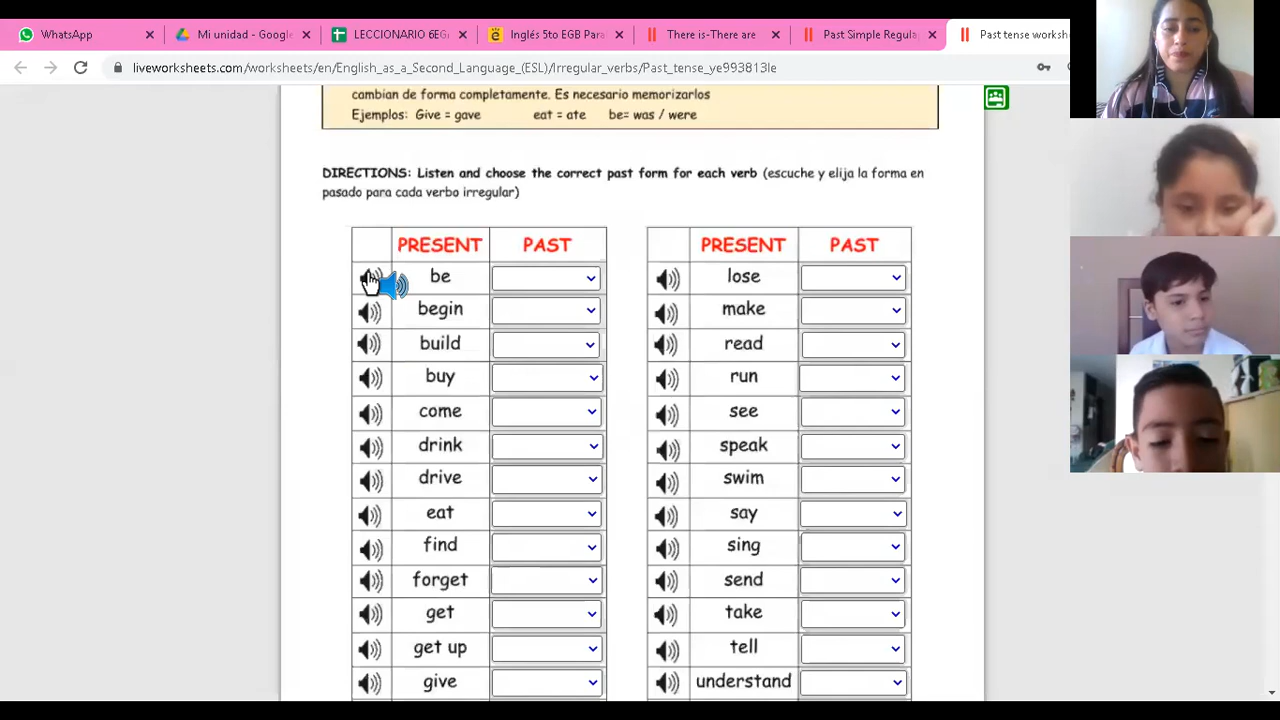 WhatsApp
Mi unidad - Google
LECCIONARIO 6EG
Inglés 5to EGB Para
There is-There are
Past Simple Regula
Past tense worksh
liveworksheets.com/worksheets/en/English_as_a_Second_Language_(ESL)/Irregular_verbs/Past_tense_ye993813le
cambian de forma completamente. Es necesario memorizarlos
Ejemplos: Give = gave eat = ate be= was / were
DIRECTIONS: Listen and choose the correct past form for each verb (escuche y elija la forma en
pasado para cada verbo irregular)
PRESENT PAST
be
begin
build
buy
come
drink
drive
eat
find
forget
get
get up
give
PRESENT PAST
lose
make
read
run
see
speak
swim
say
sing
send
take
tell
understand